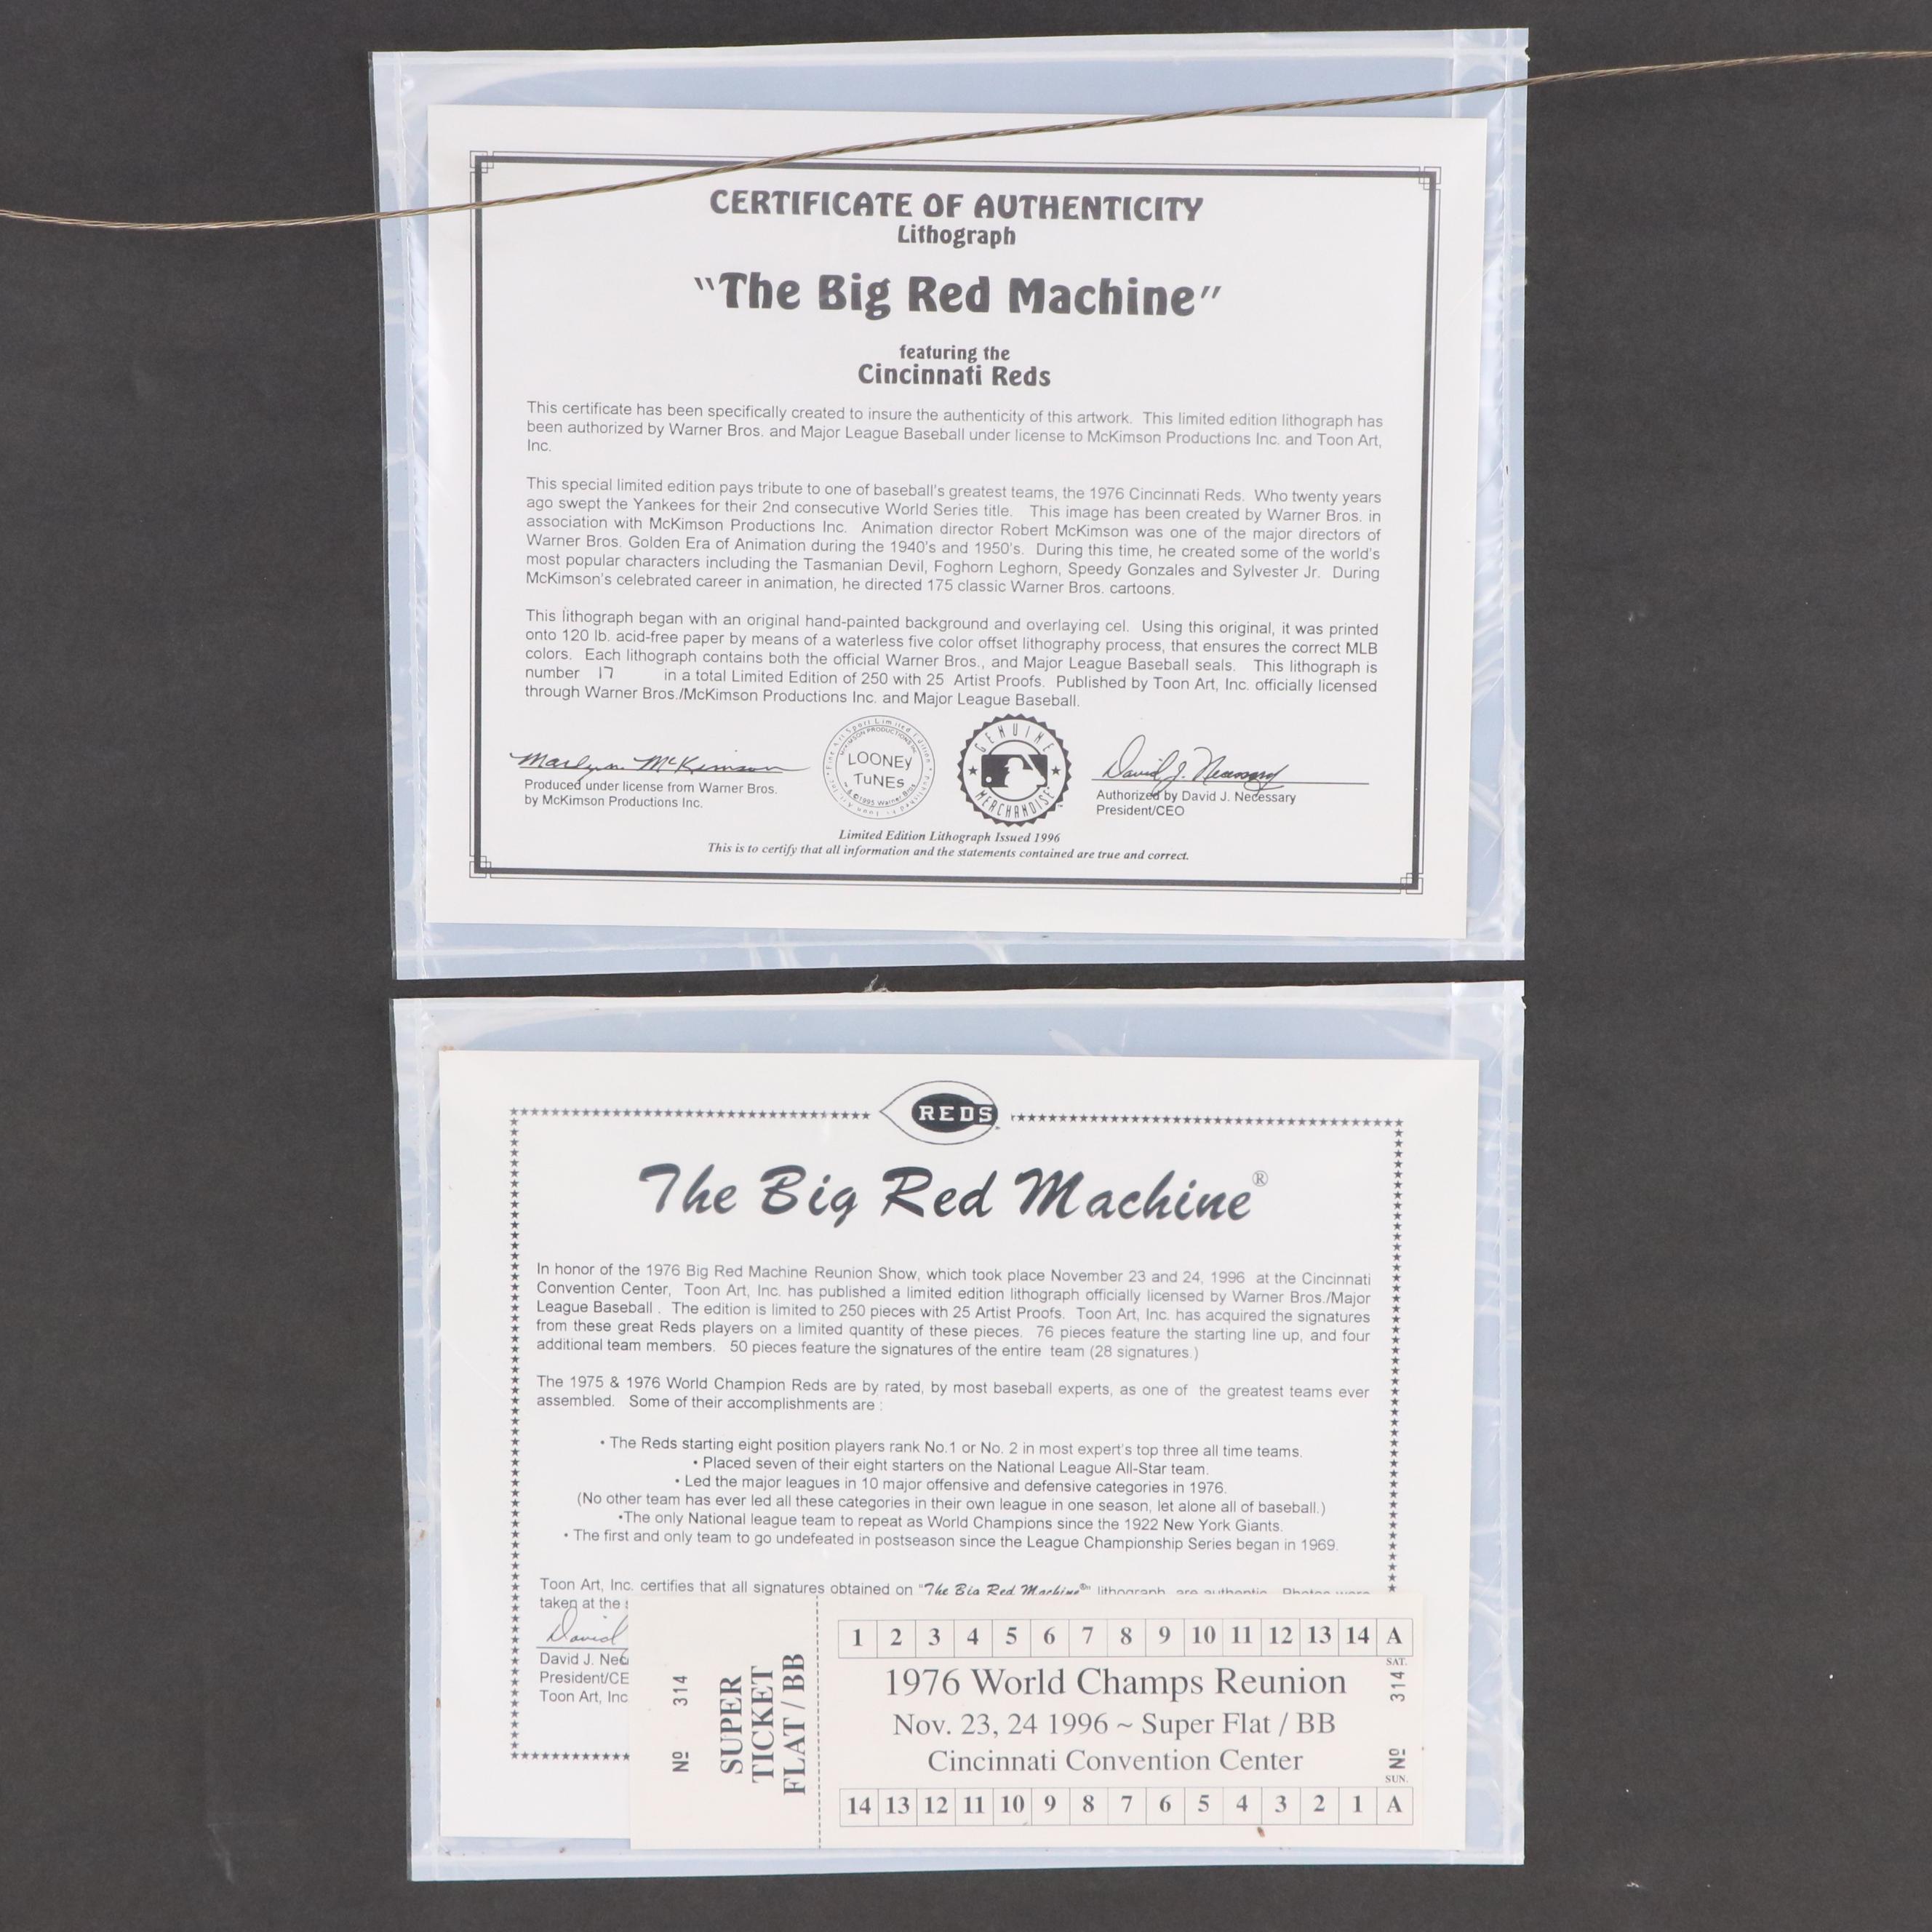 CERTIFICATE OF AUTHENTICITY
Lithograph
"The Big Red Machine"
featuring the
Cincinnati Reds
This certificate has been specifically created to insure the authenticity of this artwork. This limited edition lithograph has
been authorized by Warner Bros. and Major League Baseball under license to McKimson Productions Inc. and Toon Art,
Inc.
This special limited edition pays tribute to one of baseball's greatest teams, the 1976 Cincinnati Reds. Who twenty years
ago swept the Yankees for their 2nd consecutive World Series title. This image has been created by Warner Bros. in
association with McKimson Productions Inc. Animation director Robert McKimson was one of the major directors of
Warner Bros. Golden Era of Animation during the 1940's and 1950's. During this time, he created some of the world's
most popular characters including the Tasmanian Devil, Foghorn Leghorn, Speedy Gonzales and Sylvester Jr. During
McKimson's celebrated career in animation, he directed 175 classic Warner Bros. cartoons.
This lithograph began with an original hand-painted background and overlaying cel. Using this original, it was printed
onto 120 lb. acid-free paper by means of a waterless five color offset lithography process, that ensures the correct MLB
colors. Each lithograph contains both the official Warner Bros., and Major League Baseball seals. This lithograph is
number 17 in a total Limited Edition of 250 with 25 Artist Proofs. Published by Toon Art, Inc. officially licensed
through Warner Bros./McKimson Productions Inc. and Major League Baseball.
Marlyn McKimson
Produced under license from Warner Bros.
by McKimson Productions Inc.
LOONEY
TUNES
GENUINE
MERCHANDISE
David J. Necessary
Authorized by David J. Necessary
President/CEO
Limited Edition Lithograph Issued 1996
This is to certify that all information and the statements contained are true and correct.
REDS
The Big Red Machine®
In honor of the 1976 Big Red Machine Reunion Show, which took place November 23 and 24, 1996 at the Cincinnati
Convention Center, Toon Art, Inc. has published a limited edition lithograph officially licensed by Warner Bros./Major
League Baseball . The edition is limited to 250 pieces with 25 Artist Proofs. Toon Art, Inc. has acquired the signatures
from these great Reds players on a limited quantity of these pieces. 76 pieces feature the starting line up, and four
additional team members. 50 pieces feature the signatures of the entire team (28 signatures.)
The 1975 & 1976 World Champion Reds are by rated, by most baseball experts, as one of the greatest teams ever
assembled. Some of their accomplishments are :
• The Reds starting eight position players rank No.1 or No. 2 in most expert's top three all time teams.
• Placed seven of their eight starters on the National League All-Star team.
• Led the major leagues in 10 major offensive and defensive categories in 1976.
(No other team has ever led all these categories in their own league in one season, let alone all of baseball.)
•The only National league team to repeat as World Champions since the 1922 New York Giants.
• The first and only team to go undefeated in postseason since the League Championship Series began in 1969.
Toon Art, Inc. certifies that all signatures obtained on "The Big Red Machine®" lithograph are authentic. Photos were
taken at the
David
David J. Nec
President/CE
Toon Art, Inc
No 314
SUPER
TICKET
FLAT / BB
1 2 3 4 5 6 7 8 9 10 11 12 13 14 A
1976 World Champs Reunion
Nov. 23, 24 1996 ~ Super Flat / BB
Cincinnati Convention Center
14 13 12 11 10 9 8 7 6 5 4 3 2 1 A
SAT.
No 314
SUN.